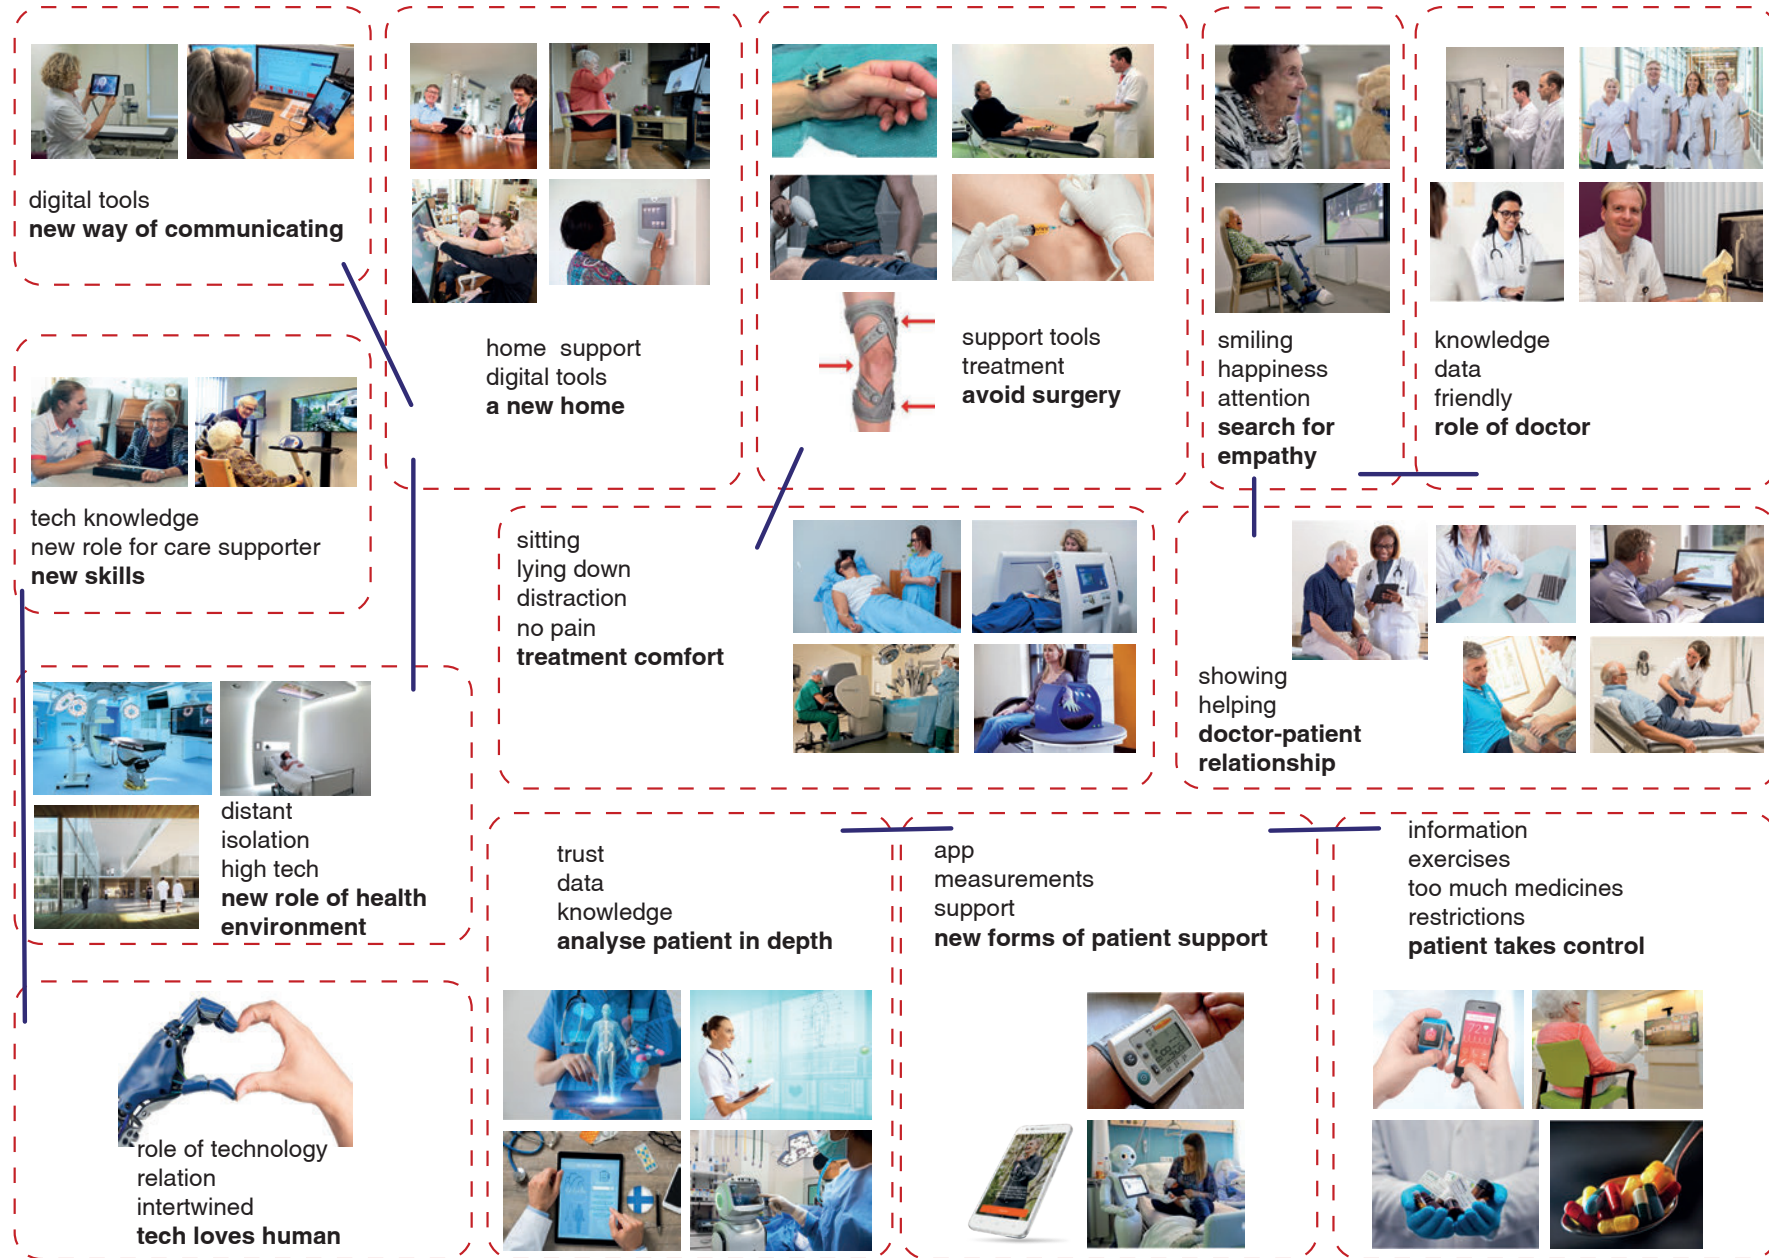 digital tools
new way of communicating
home support
digital tools
a new home
support tools
treatment
avoid surgery
smiling
happiness
attention
search for
empathy
knowledge
data
friendly
role of doctor
tech knowledge
new role for care supporter
new skills
sitting
lying down
distraction
no pain
treatment comfort
showing
helping
doctor-patient
relationship
distant
isolation
high tech
new role of health
environment
trust
data
knowledge
analyse patient in depth
app
measurements
support
new forms of patient support
information
exercises
too much medicines
restrictions
patient takes control
role of technology
relation
intertwined
tech loves human